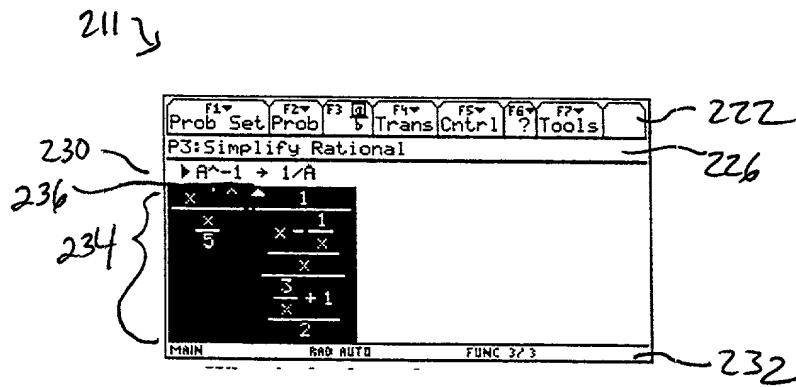 211
F1 F2 F3 a F4 F5 F6 F7
Prob Set Prob b Trans Cntrl ? Tools
222
P3:Simplify Rational
226
230
A^-1 → 1/A
236
x ^ 1
x
5
x - 1
x
x
3
x
+ 1
2
234
MAIN RAD AUTO FUNC 3/3
232